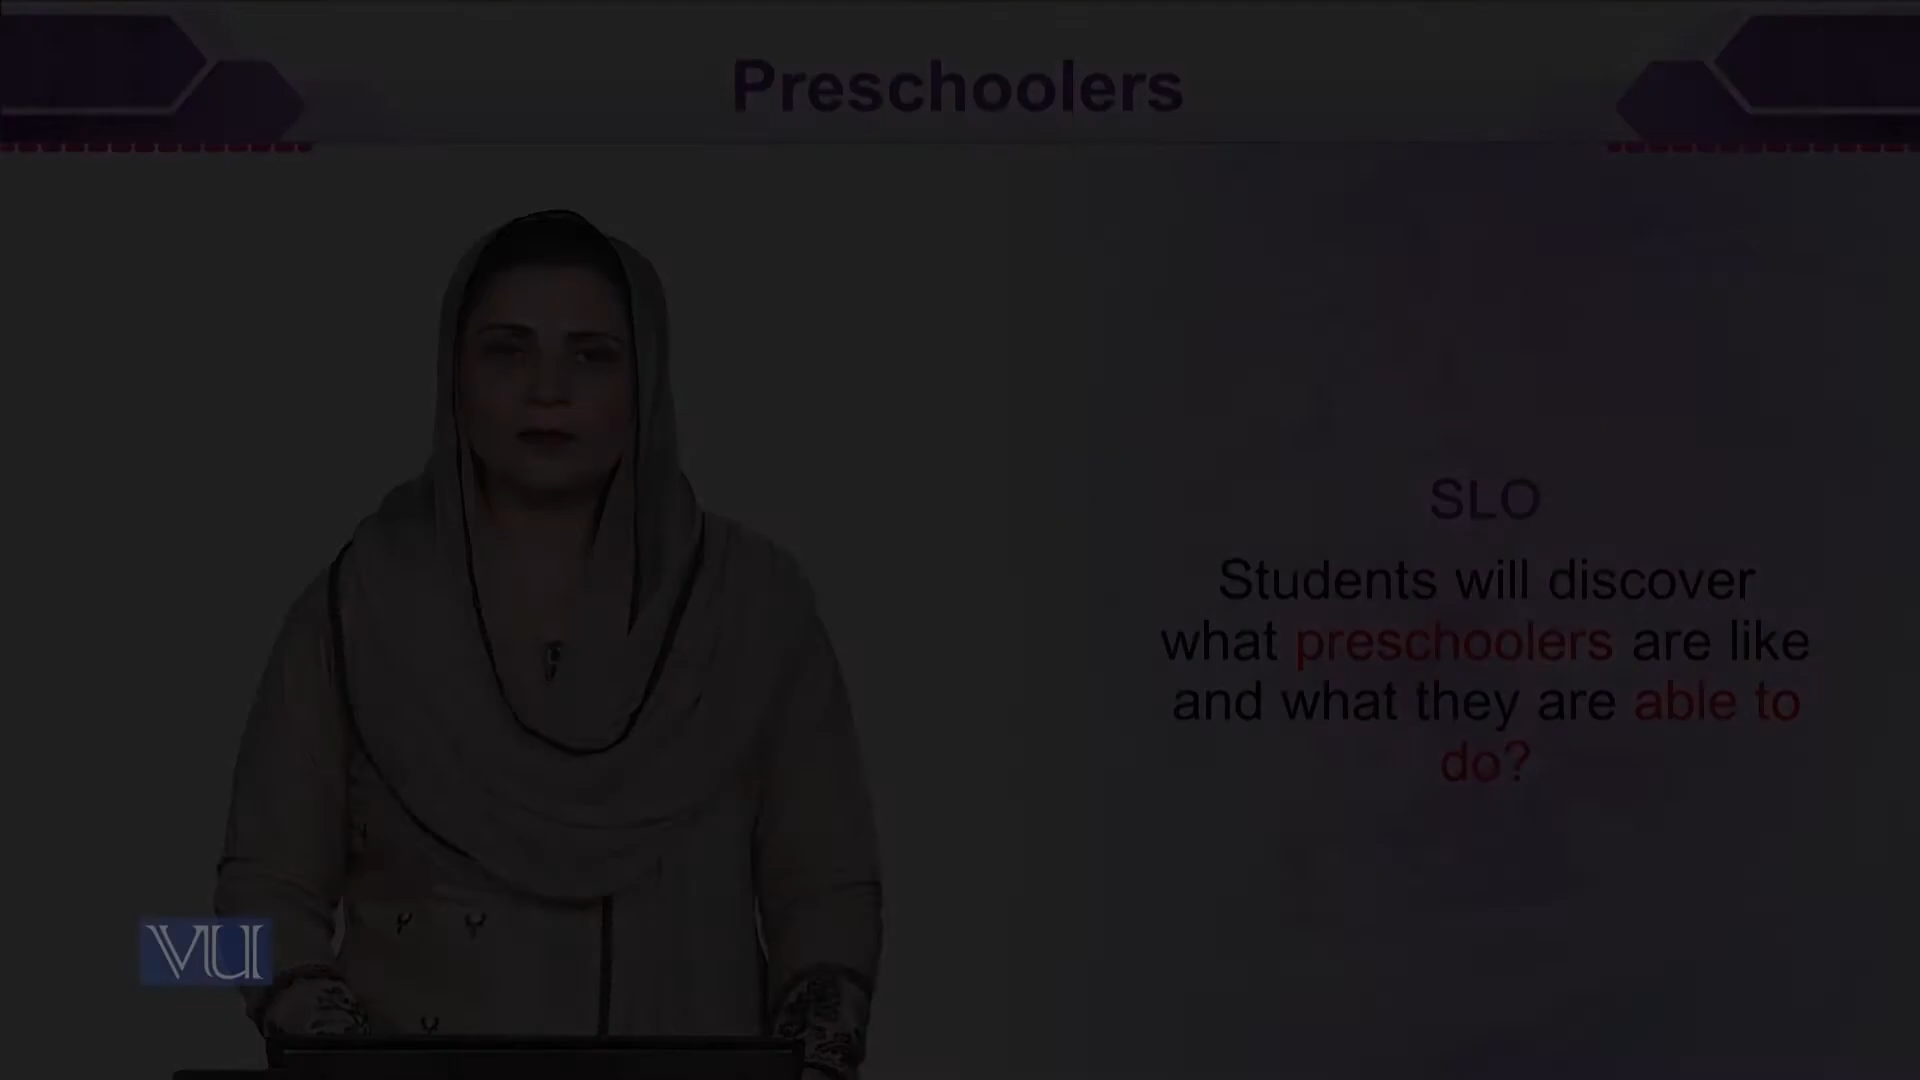 Preschoolers
SLO
Students will discover
what preschoolers are like
and what they are able to
do?
VU